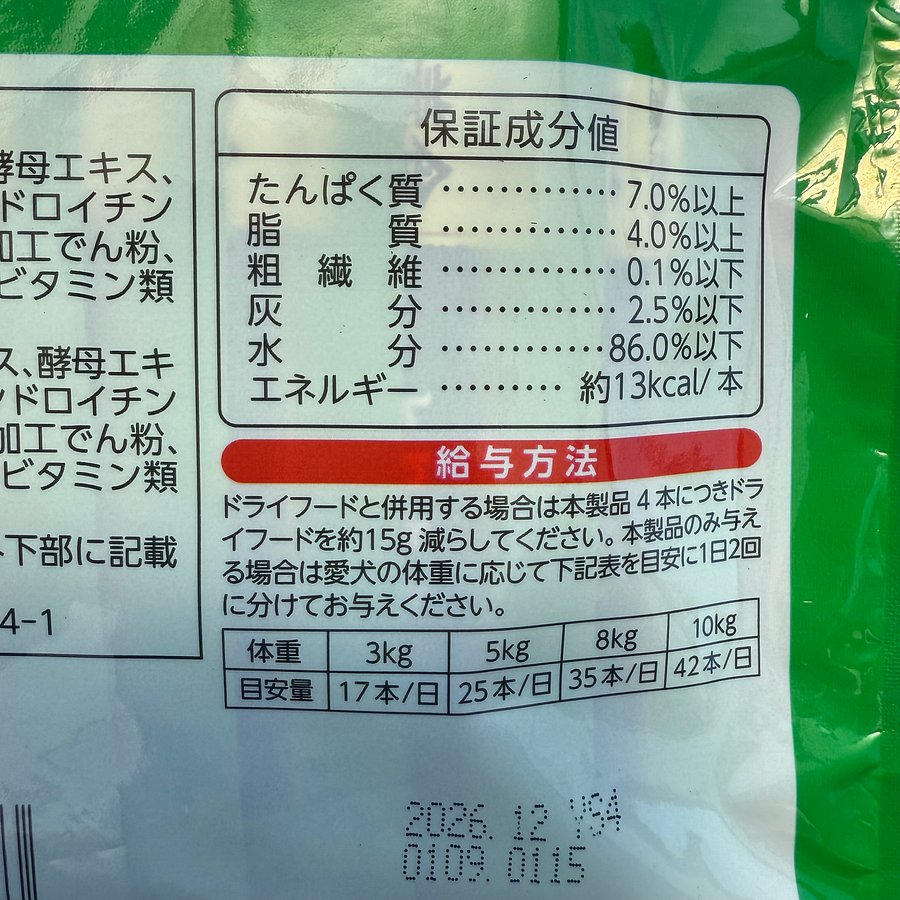 酵母エキス、
ドロイチン
加工でん粉、
ビタミン類
ス、酵母エキ
ンドロイチン
加工でん粉、
ビタミン類
下部に記載
4-1
保証成分値
たんぱく質 ‥‥‥‥‥‥‥ 7.0%以上
脂質 ‥‥‥‥‥‥‥ 4.0%以上
粗繊維 ‥‥‥‥‥‥‥ 0.1%以下
灰分 ‥‥‥‥‥‥‥ 2.5%以下
水分 ‥‥‥‥‥‥‥ 86.0%以下
エネルギー ‥‥‥‥‥ 約13kcal/本
給与方法
ドライフードと併用する場合は本製品4本につきドラ
イフードを約15g減らしてください。本製品のみ与え
る場合は愛犬の体重に応じて下記表を目安に1日2回
に分けてお与えください。
体重 3kg 5kg 8kg 10kg
目安量 17本/日 25本/日 35本/日 42本/日
2026.12 Y94
0109.0115